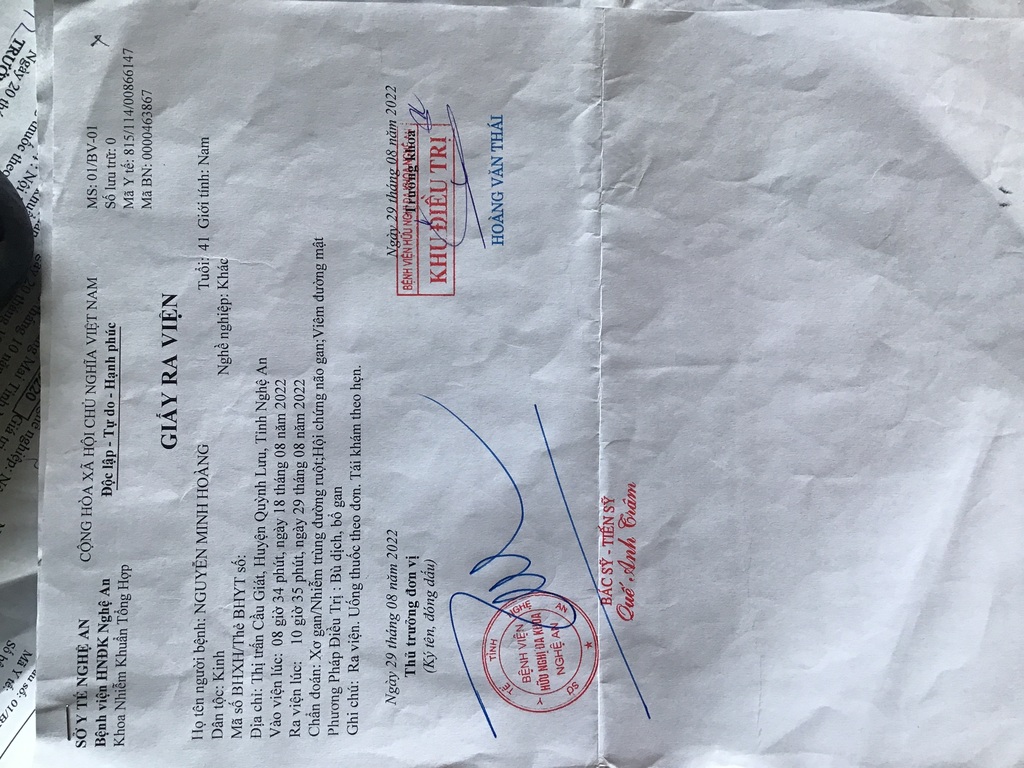 SỞ Y TẾ NGHỆ AN
Bệnh viện HNĐK Nghệ An
Khoa Nhiễm Khuẩn Tổng Hợp
CỘNG HÒA XÃ HỘI CHỦ NGHĨA VIỆT NAM
Độc lập - Tự do - Hạnh phúc
MS: 01/BV-01
Số lưu trữ: 0
Mã Y tế: 815/114/00866147
Mã BN: 0000463867
GIẤY RA VIỆN
Họ tên người bệnh: NGUYỄN MINH HOÀNG Tuổi: 41 Giới tính: Nam
Dân tộc: Kinh Nghề nghiệp: Khác
Mã số BHXH/Thẻ BHYT số:
Địa chỉ: Thị trấn Cầu Giát, Huyện Quỳnh Lưu, Tỉnh Nghệ An
Vào viện lúc: 08 giờ 34 phút, ngày 18 tháng 08 năm 2022
Ra viện lúc: 10 giờ 35 phút, ngày 29 tháng 08 năm 2022
Chẩn đoán: Xơ gan/Nhiễm trùng đường ruột;Hội chứng não gan;Viêm đường mật
Phương Pháp Điều Trị : Bù dịch, bổ gan
Ghi chú: Ra viện. Uống thuốc theo đơn. Tái khám theo hẹn.
Ngày 29 tháng 08 năm 2022
Thủ trưởng đơn vị
(Ký tên, đóng dấu)
SỞ Y TẾ TỈNH NGHỆ AN
BỆNH VIỆN
HỮU NGHỊ ĐA KHOA
NGHỆ AN
BÁC SỸ - TIẾN SỸ
Quế Anh Trâm
Ngày 29 tháng 08 năm 2022
Trưởng khoa
BỆNH VIỆN HỮU NGHỊ ĐA KHOA NGHỆ AN
KHU ĐIỀU TRỊ
HOÀNG VĂN THÁI